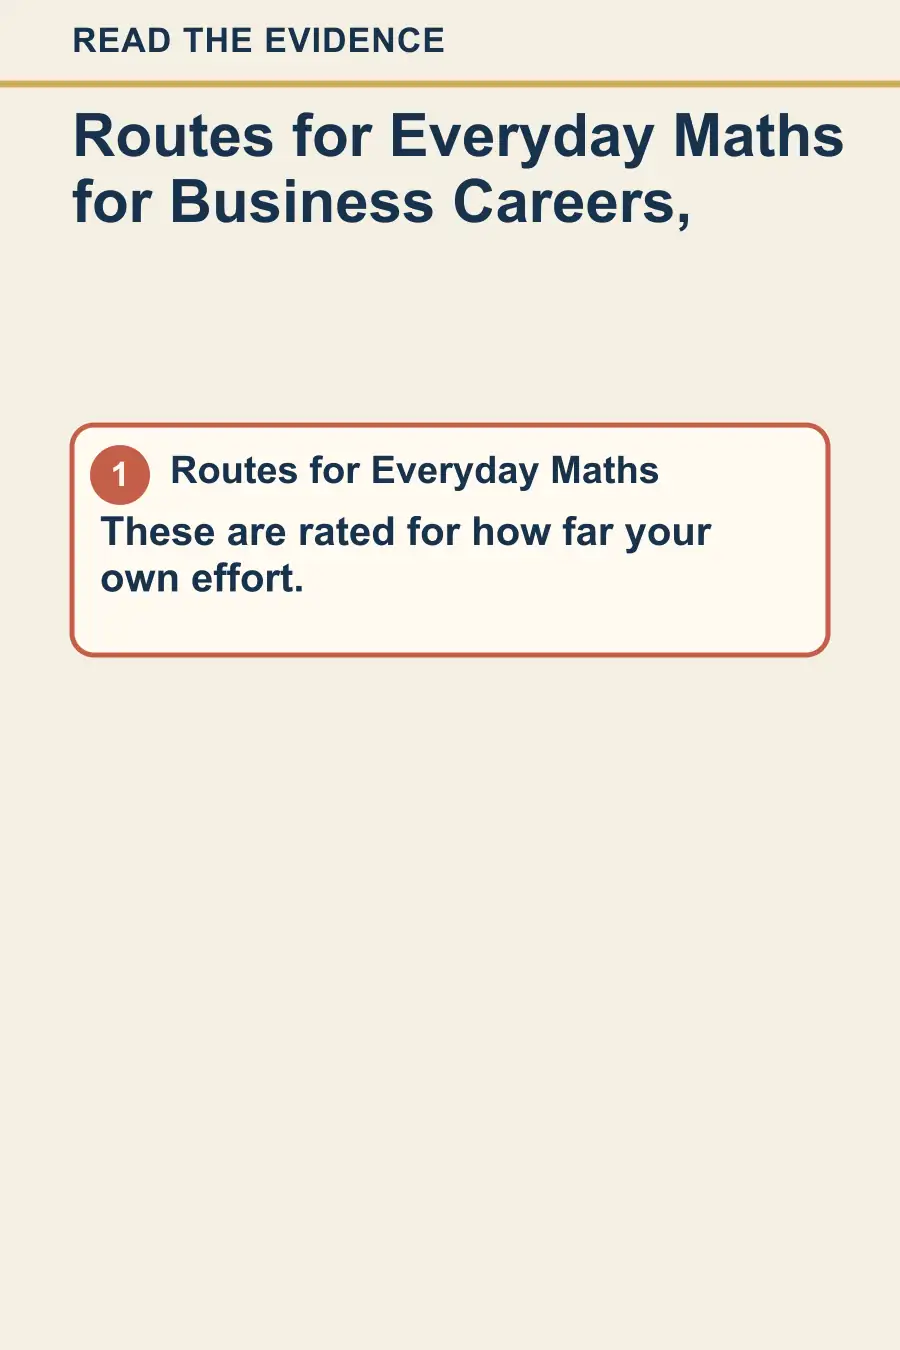 READ THE EVIDENCE
Routes for Everyday Maths
for Business Careers,
1 Routes for Everyday Maths
These are rated for how far your
own effort.